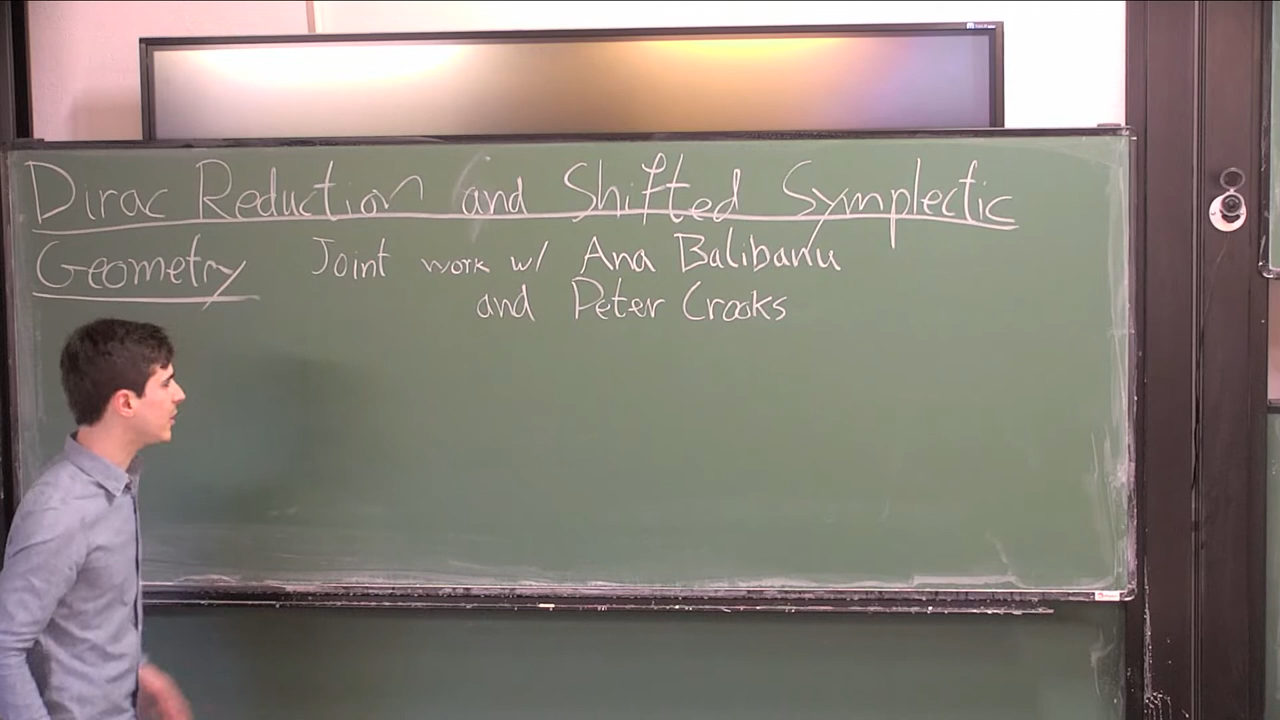 Dirac Reduction and Shifted Symplectic
Geometry Joint work w/ Ana Balibanu
and Peter Crooks